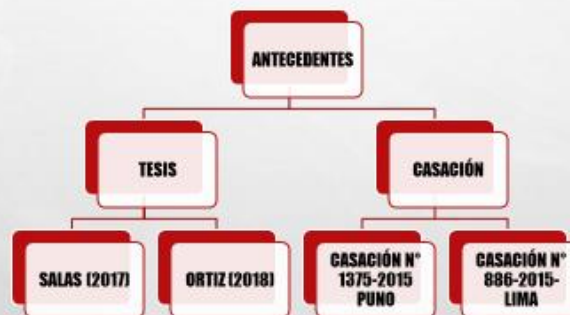 ANTECEDENTES
TESIS
CASACIÓN
SALAS (2017)
ORTIZ (2018)
CASACIÓN N°
1375-2015
PUNO
CASACIÓN N°
886-2015-
LIMA